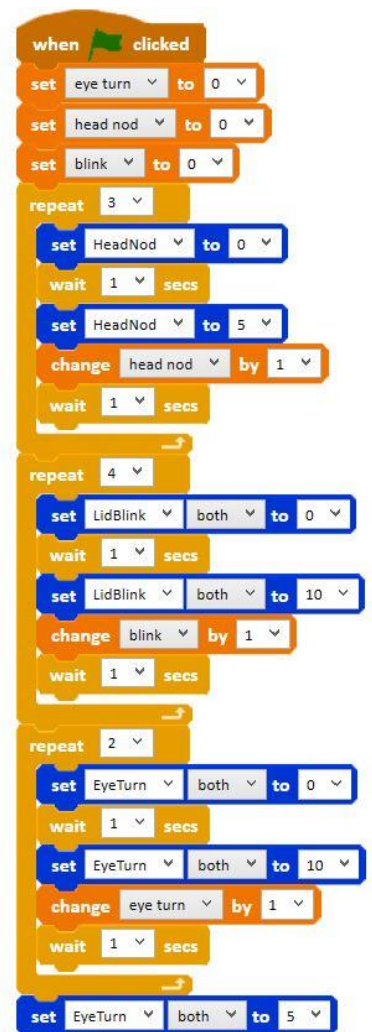 when clicked
set eye turn to 0
set head nod to 0
set blink to 0
repeat 3
set HeadNod to 0
wait 1 secs
set HeadNod to 5
change head nod by 1
wait 1 secs
repeat 4
set LidBlink both to 0
wait 1 secs
set LidBlink both to 10
change blink by 1
wait 1 secs
repeat 2
set EyeTurn both to 0
wait 1 secs
set EyeTurn both to 10
change eye turn by 1
wait 1 secs
set EyeTurn both to 5